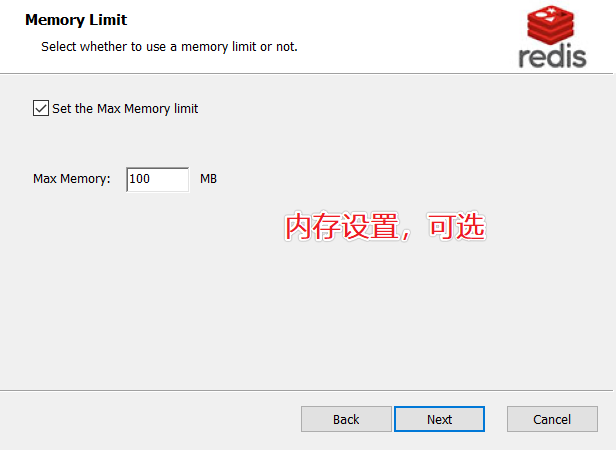 Memory Limit
Select whether to use a memory limit or not.
redis
Set the Max Memory limit
Max Memory: 100 MB
内存设置，可选
Back Next Cancel